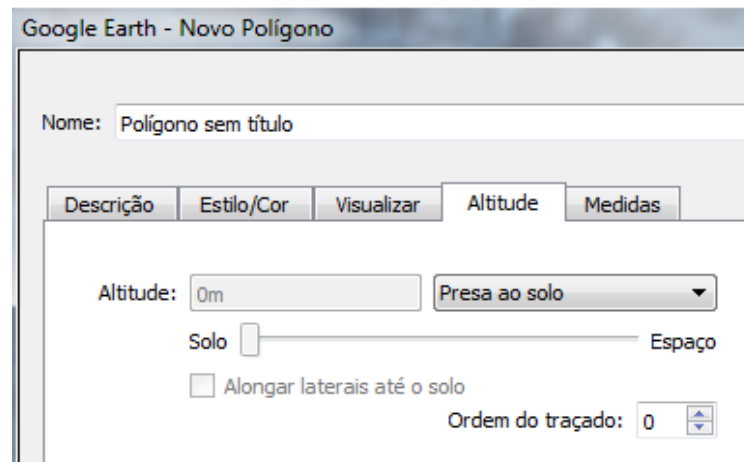 Google Earth - Novo Polígono
Nome: Polígono sem título
Descrição Estilo/Cor Visualizar Altitude Medidas
Altitude: 0m Presa ao solo
Solo Espaço
Alongar laterais até o solo
Ordem do traçado: 0